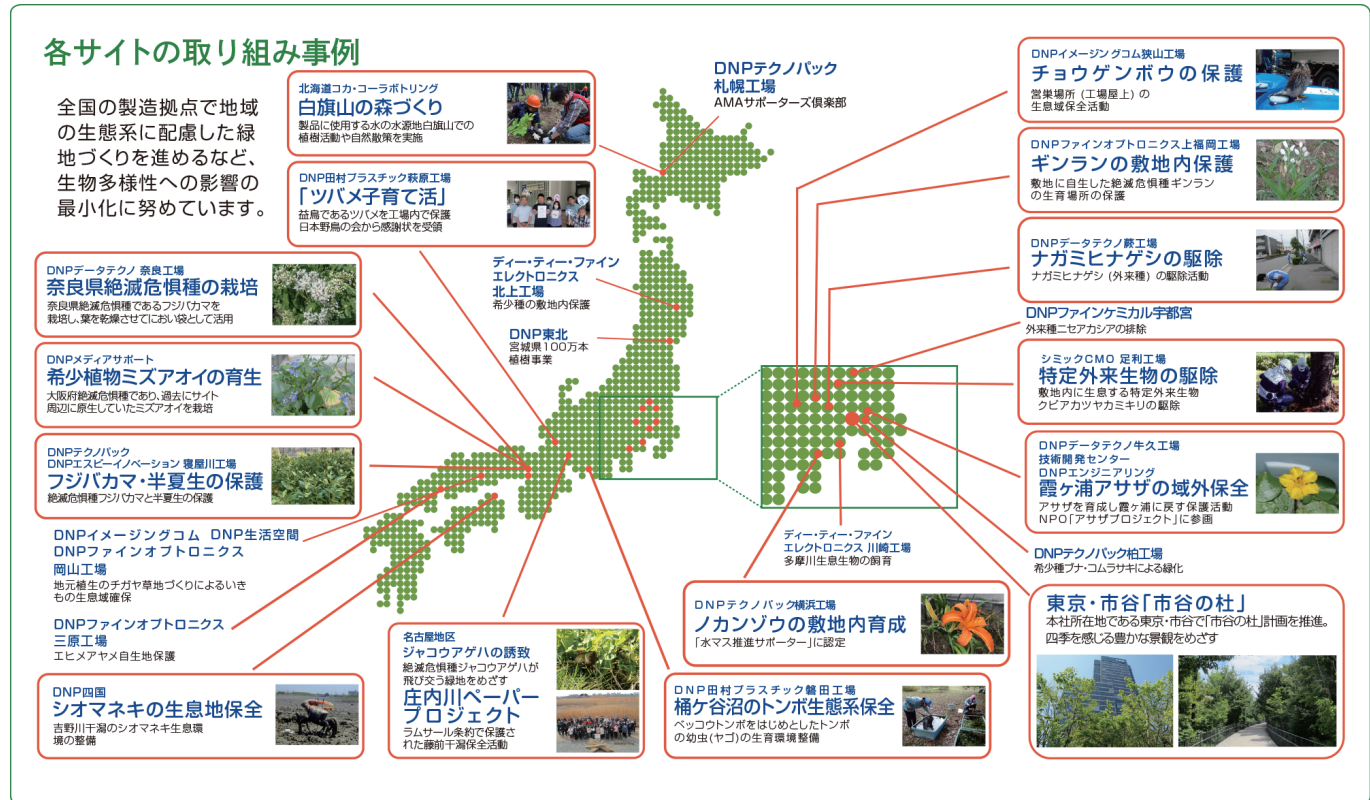 各サイトの取り組み事例
全国の製造拠点で地域
の生態系に配慮した緑
地づくりを進めるなど、
生物多様性への影響の
最小化に努めています。
北海道コカ・コーラボトリング
白旗山の森づくり
製品に使用する水の水源地白旗山での
植樹活動や自然散策を実施
DNP田村プラスチック萩原工場
「ツバメ子育て活」
益鳥であるツバメを工場内で保護
日本野鳥の会から感謝状を受領
DNPデータテクノ 奈良工場
奈良県絶滅危惧種の栽培
奈良県絶滅危惧種であるフジバカマを
栽培し、葉を乾燥させてにおい袋として活用
DNPメディアサポート
希少植物ミズアオイの育生
大阪府絶滅危惧種であり、過去にサイト
周辺に原生していたミズアオイを栽培
DNPテクノパック
DNPエスピーイノベーション 寝屋川工場
フジバカマ・半夏生の保護
絶滅危惧種フジバカマと半夏生の保護
DNPイメージングコム DNP生活空間
DNPファインオプトロニクス
岡山工場
地元植生のチガヤ草地づくりによるいき
もの生息域確保
DNPファインオプトロニクス
三原工場
エヒメアヤメ自生地保護
DNP四国
シオマネキの生息地保全
吉野川干潟のシオマネキ生息環
境の整備
DNPテクノパック
札幌工場
AMAサポーターズ倶楽部
ディー・ティー・ファイン
エレクトロニクス
北上工場
希少種の敷地内保護
DNP東北
宮城県100万本
植樹事業
名古屋地区
ジャコウアゲハの誘致
絶滅危惧種ジャコウアゲハが
飛び交う緑地をめざす
庄内川ペーパー
プロジェクト
ラムサール条約で保護さ
れた藤前干潟保全活動
DNP田村プラスチック磐田工場
桶ケ谷沼のトンボ生態系保全
ベッコウトンボをはじめとしたトンボ
の幼虫(ヤゴ)の生育環境整備
DNPテクノパック横浜工場
ノカンゾウの敷地内育成
「水マス推進サポーター」に認定
ディー・ティー・ファイン
エレクトロニクス 川崎工場
多摩川生息生物の飼育
DNPイメージングコム狭山工場
チョウゲンボウの保護
営巣場所(工場屋上)の
生息域保全活動
DNPファインオプトロニクス上福岡工場
ギンランの敷地内保護
敷地に自生した絶滅危惧種ギンラン
の生育場所の保護
DNPデータテクノ蕨工場
ナガミヒナゲシの駆除
ナガミヒナゲシ(外来種)の駆除活動
DNPファインケミカル宇都宮
外来種ニセアカシアの排除
シミックCMO 足利工場
特定外来生物の駆除
敷地内に生息する特定外来生物
クビアカツヤカミキリの駆除
DNPデータテクノ牛久工場
技術開発センター
DNPエンジニアリング
霞ヶ浦アサザの域外保全
アサザを育成し霞ヶ浦に戻す保護活動
NPO「アサザプロジェクト」に参画
DNPテクノパック柏工場
希少種ブナ・コムラサキによる緑化
東京・市谷「市谷の杜」
本社所在地である東京・市谷で「市谷の杜」計画を推進。
四季を感じる豊かな景観をめざす